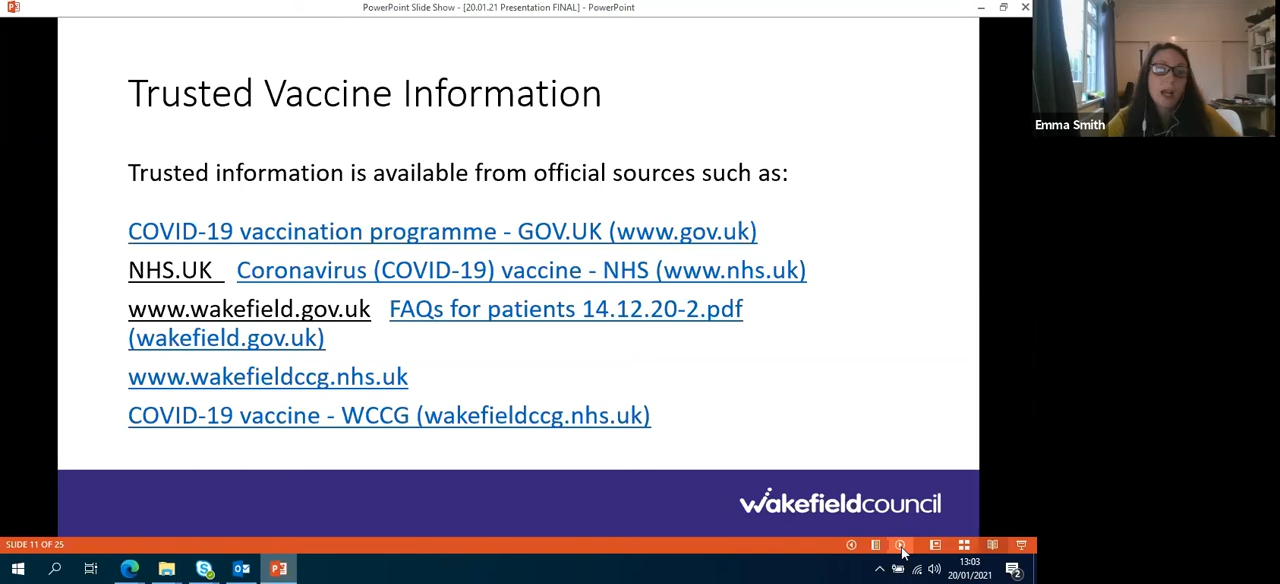 PowerPoint Slide Show - [20.01.21 Presentation FINAL] - PowerPoint
Emma Smith
Trusted Vaccine Information
Trusted information is available from official sources such as:
COVID-19 vaccination programme - GOV.UK (www.gov.uk)
NHS.UK Coronavirus (COVID-19) vaccine - NHS (www.nhs.uk)
www.wakefield.gov.uk FAQs for patients 14.12.20-2.pdf
(wakefield.gov.uk)
www.wakefieldccg.nhs.uk
COVID-19 vaccine - WCCG (wakefieldccg.nhs.uk)
wakefieldcouncil
SLIDE 11 OF 25
13:03
20/01/2021
2